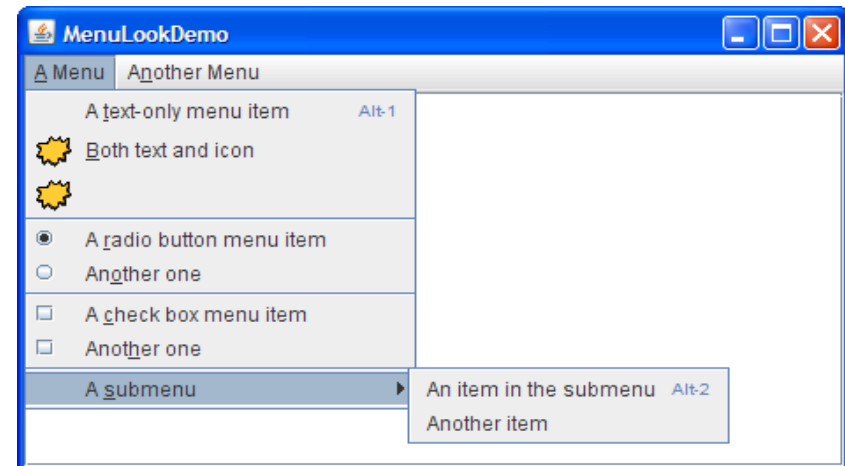 MenuLookDemo
A Menu Another Menu
A text-only menu item Alt-1
Both text and icon
A radio button menu item
Another one
A check box menu item
Another one
A submenu
An item in the submenu Alt-2
Another item